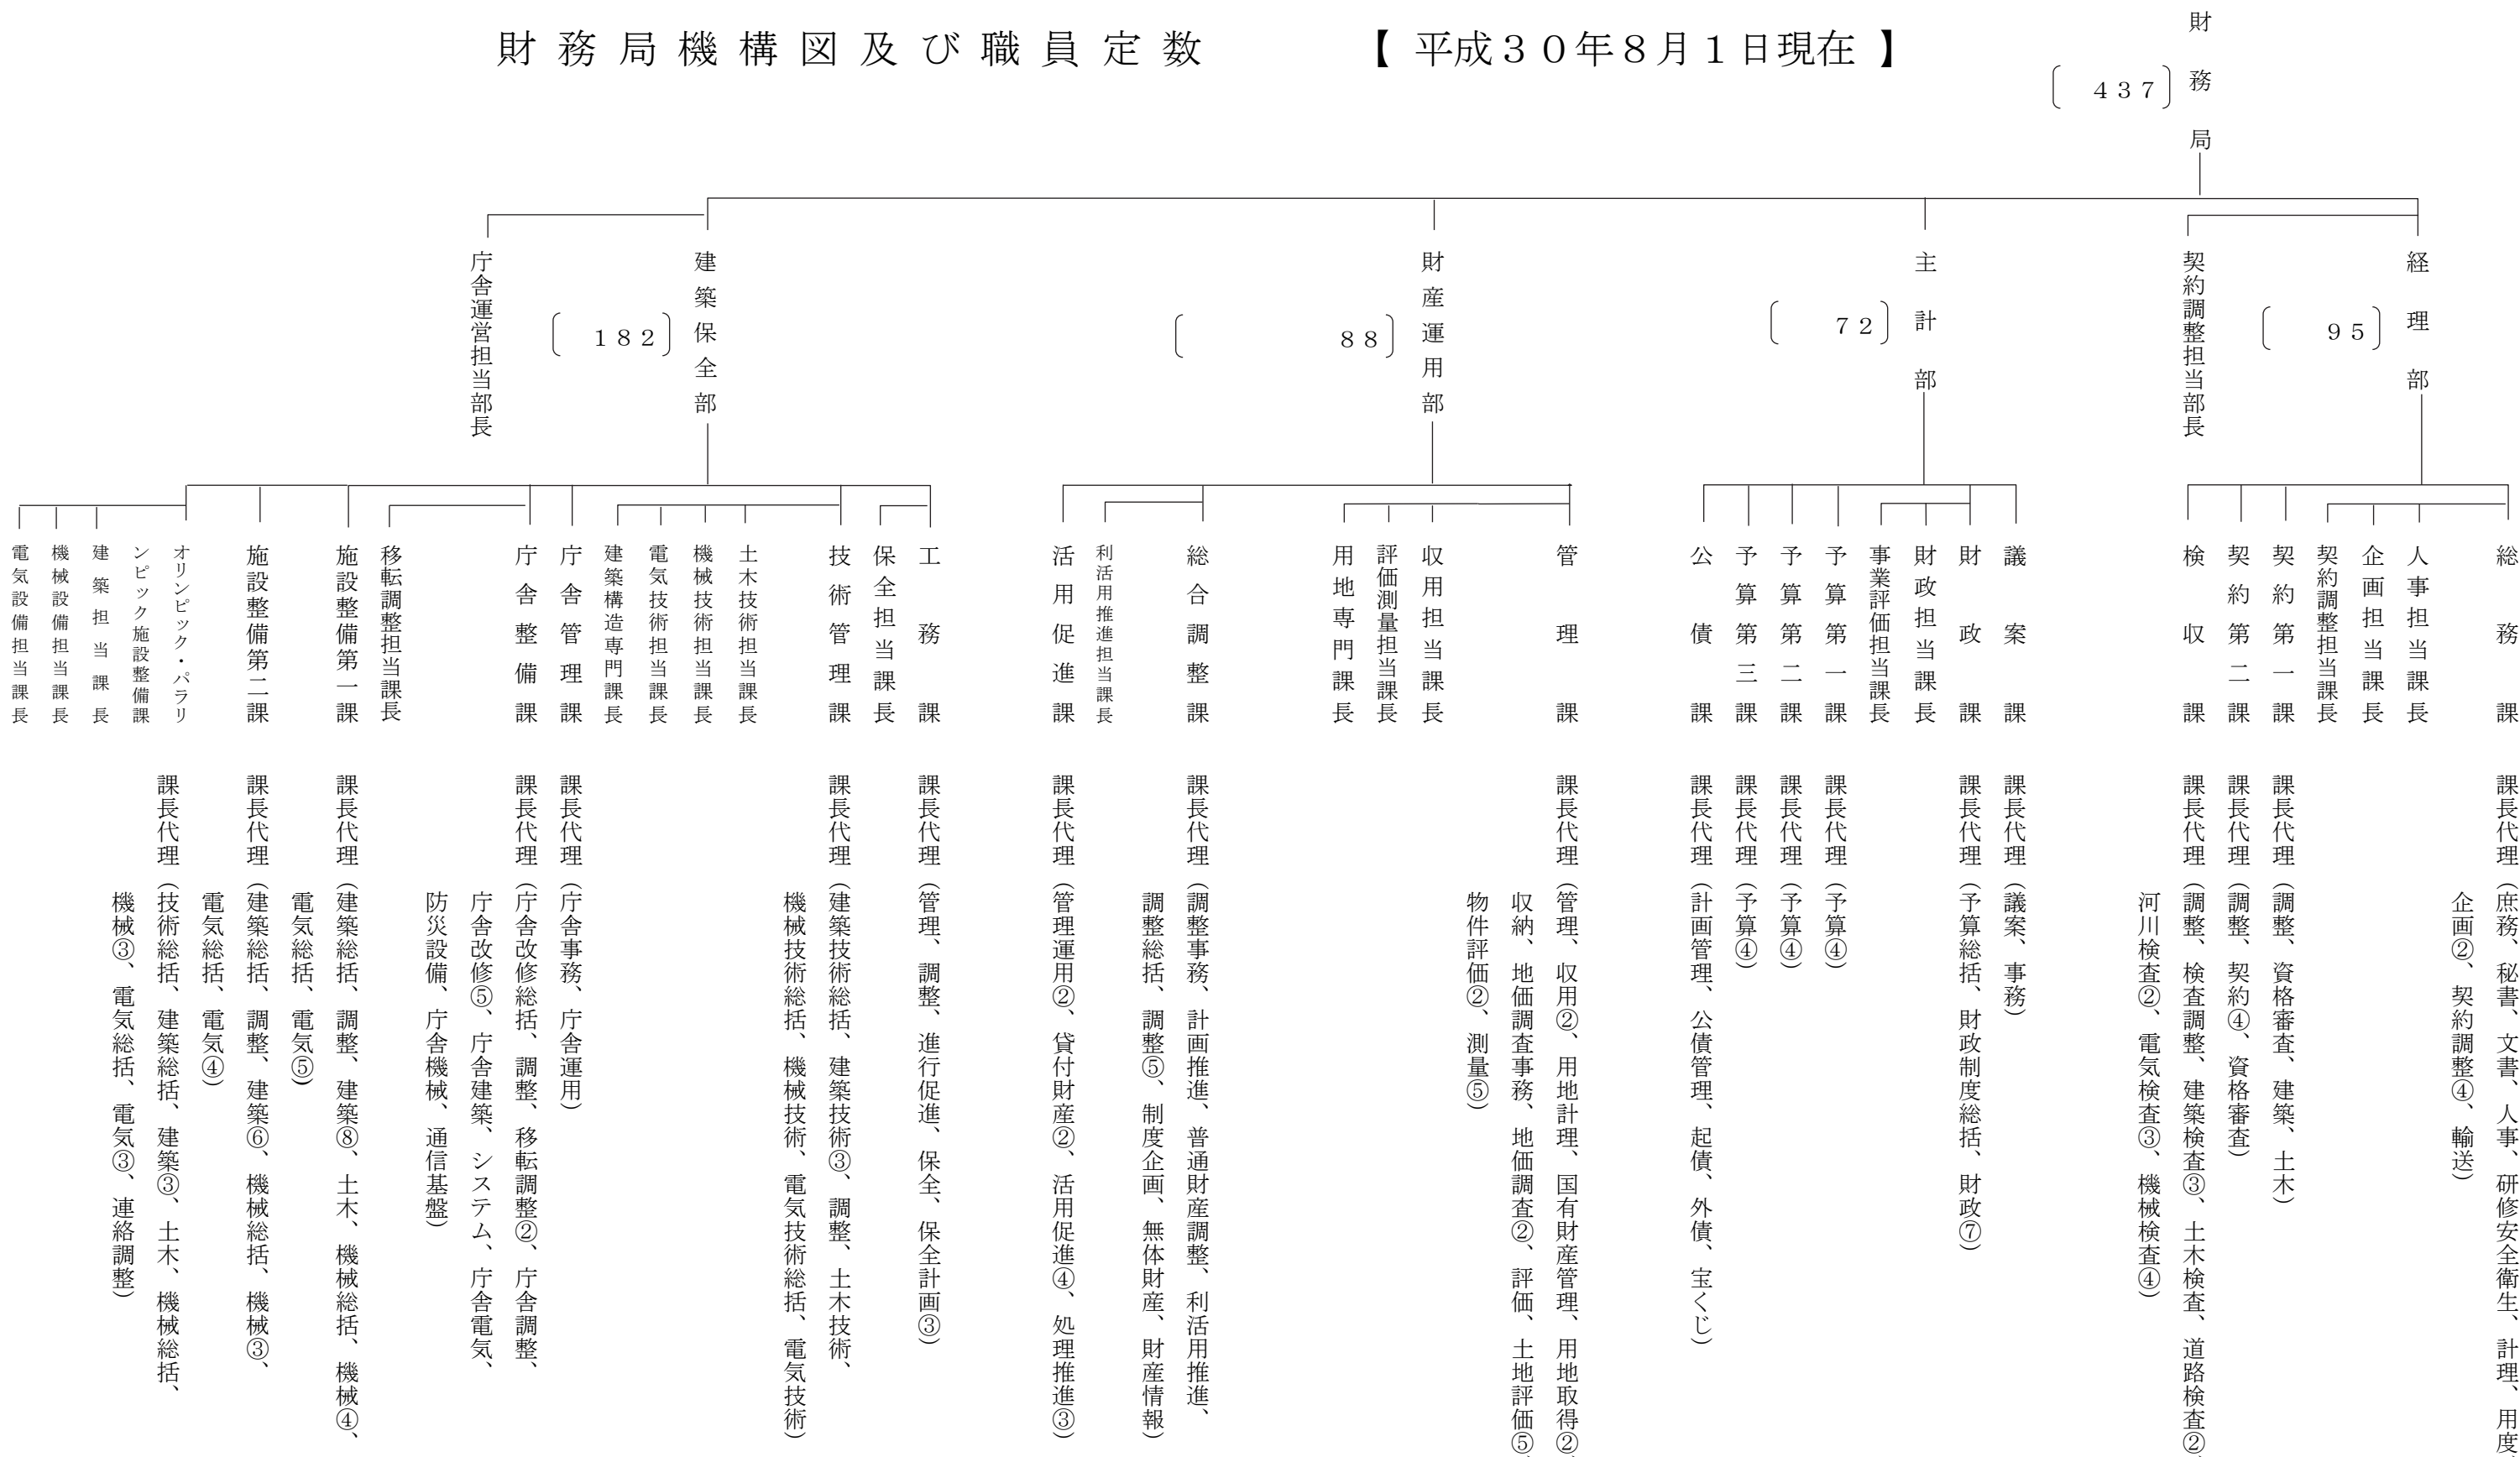 財務局機構図及び職員定数　【 平成３０年８月１日現在 】
財務局
４３７
経理部
９５
契約調整担当部長
主計部
７２
財産運用部
８８
建築保全部
１８２
庁舎運営担当部長
総務課
人事担当課長
企画担当課長
契約調整担当課長
契約第一課
契約第二課
検収課
議案課
財政課
財政担当課長
事業評価担当課長
予算第一課
予算第二課
予算第三課
公債課
管理課
収用担当課長
評価測量担当課長
用地専門課長
総合調整課
利活用推進担当課長
活用促進課
工務課
保全担当課長
技術管理課
土木技術担当課長
機械技術担当課長
電気技術担当課長
建築構造専門課長
庁舎管理課
庁舎整備課
移転調整担当課長
施設整備第一課
施設整備第二課
オリンピック・パラリ
ンピック施設整備課
建築担当課長
機械設備担当課長
電気設備担当課長
課長代理（庶務、秘書、文書、人事、研修安全衛生、計理、用度、
企画②、契約調整④、輸送）
課長代理（調整、資格審査、建築、土木）
課長代理（調整、契約④、資格審査）
課長代理（調整、検査調整、建築検査③、土木検査、道路検査②、
河川検査②、電気検査③、機械検査④）
課長代理（議案、事務）
課長代理（予算総括、財政制度総括、財政⑦）
課長代理（予算④）
課長代理（予算④）
課長代理（予算④）
課長代理（計画管理、公債管理、起債、外債、宝くじ）
課長代理（管理、収用②、用地計理、国有財産管理、用地取得②、
収納、地価調査事務、地価調査②、評価、土地評価⑤、
物件評価②、測量⑤）
課長代理（調整事務、計画推進、普通財産調整、利活用推進、
調整総括、調整⑤、制度企画、無体財産、財産情報）
課長代理（管理運用②、貸付財産②、活用促進④、処理推進③）
課長代理（管理、調整、進行促進、保全、保全計画③）
課長代理（建築技術総括、建築技術③、調整、土木技術、
機械技術総括、機械技術、電気技術総括、電気技術）
課長代理（庁舎事務、庁舎運用）
課長代理（庁舎改修総括、調整、移転調整②、庁舎調整、
庁舎改修⑤、庁舎建築、システム、庁舎電気、
防災設備、庁舎機械、通信基盤）
課長代理（建築総括、調整、建築⑧、土木、機械総括、機械④、
電気総括、電気⑤）
課長代理（建築総括、調整、建築⑥、機械総括、機械③、
電気総括、電気④）
課長代理（技術総括、建築総括、建築③、土木、機械総括、
機械③、電気総括、電気③、連絡調整）